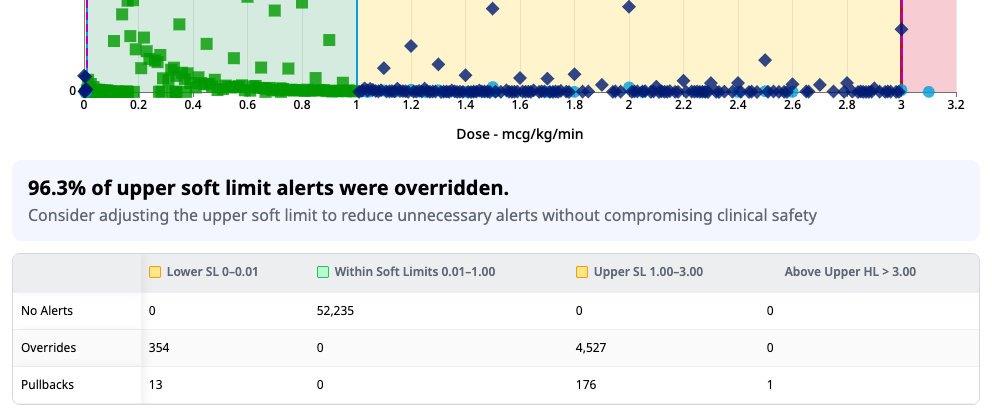 0
0 0.2 0.4 0.6 0.8 1.0 1.2 1.4 1.6 1.8 2 2.2 2.4 2.6 2.8 3 3.2
Dose - mcg/kg/min
96.3% of upper soft limit alerts were overridden.
Consider adjusting the upper soft limit to reduce unnecessary alerts without compromising clinical safety
Lower SL 0–0.01 Within Soft Limits 0.01–1.00 Upper SL 1.00–3.00 Above Upper HL > 3.00
No Alerts 0 52,235 0 0
Overrides 354 0 4,527 0
Pullbacks 13 0 176 1